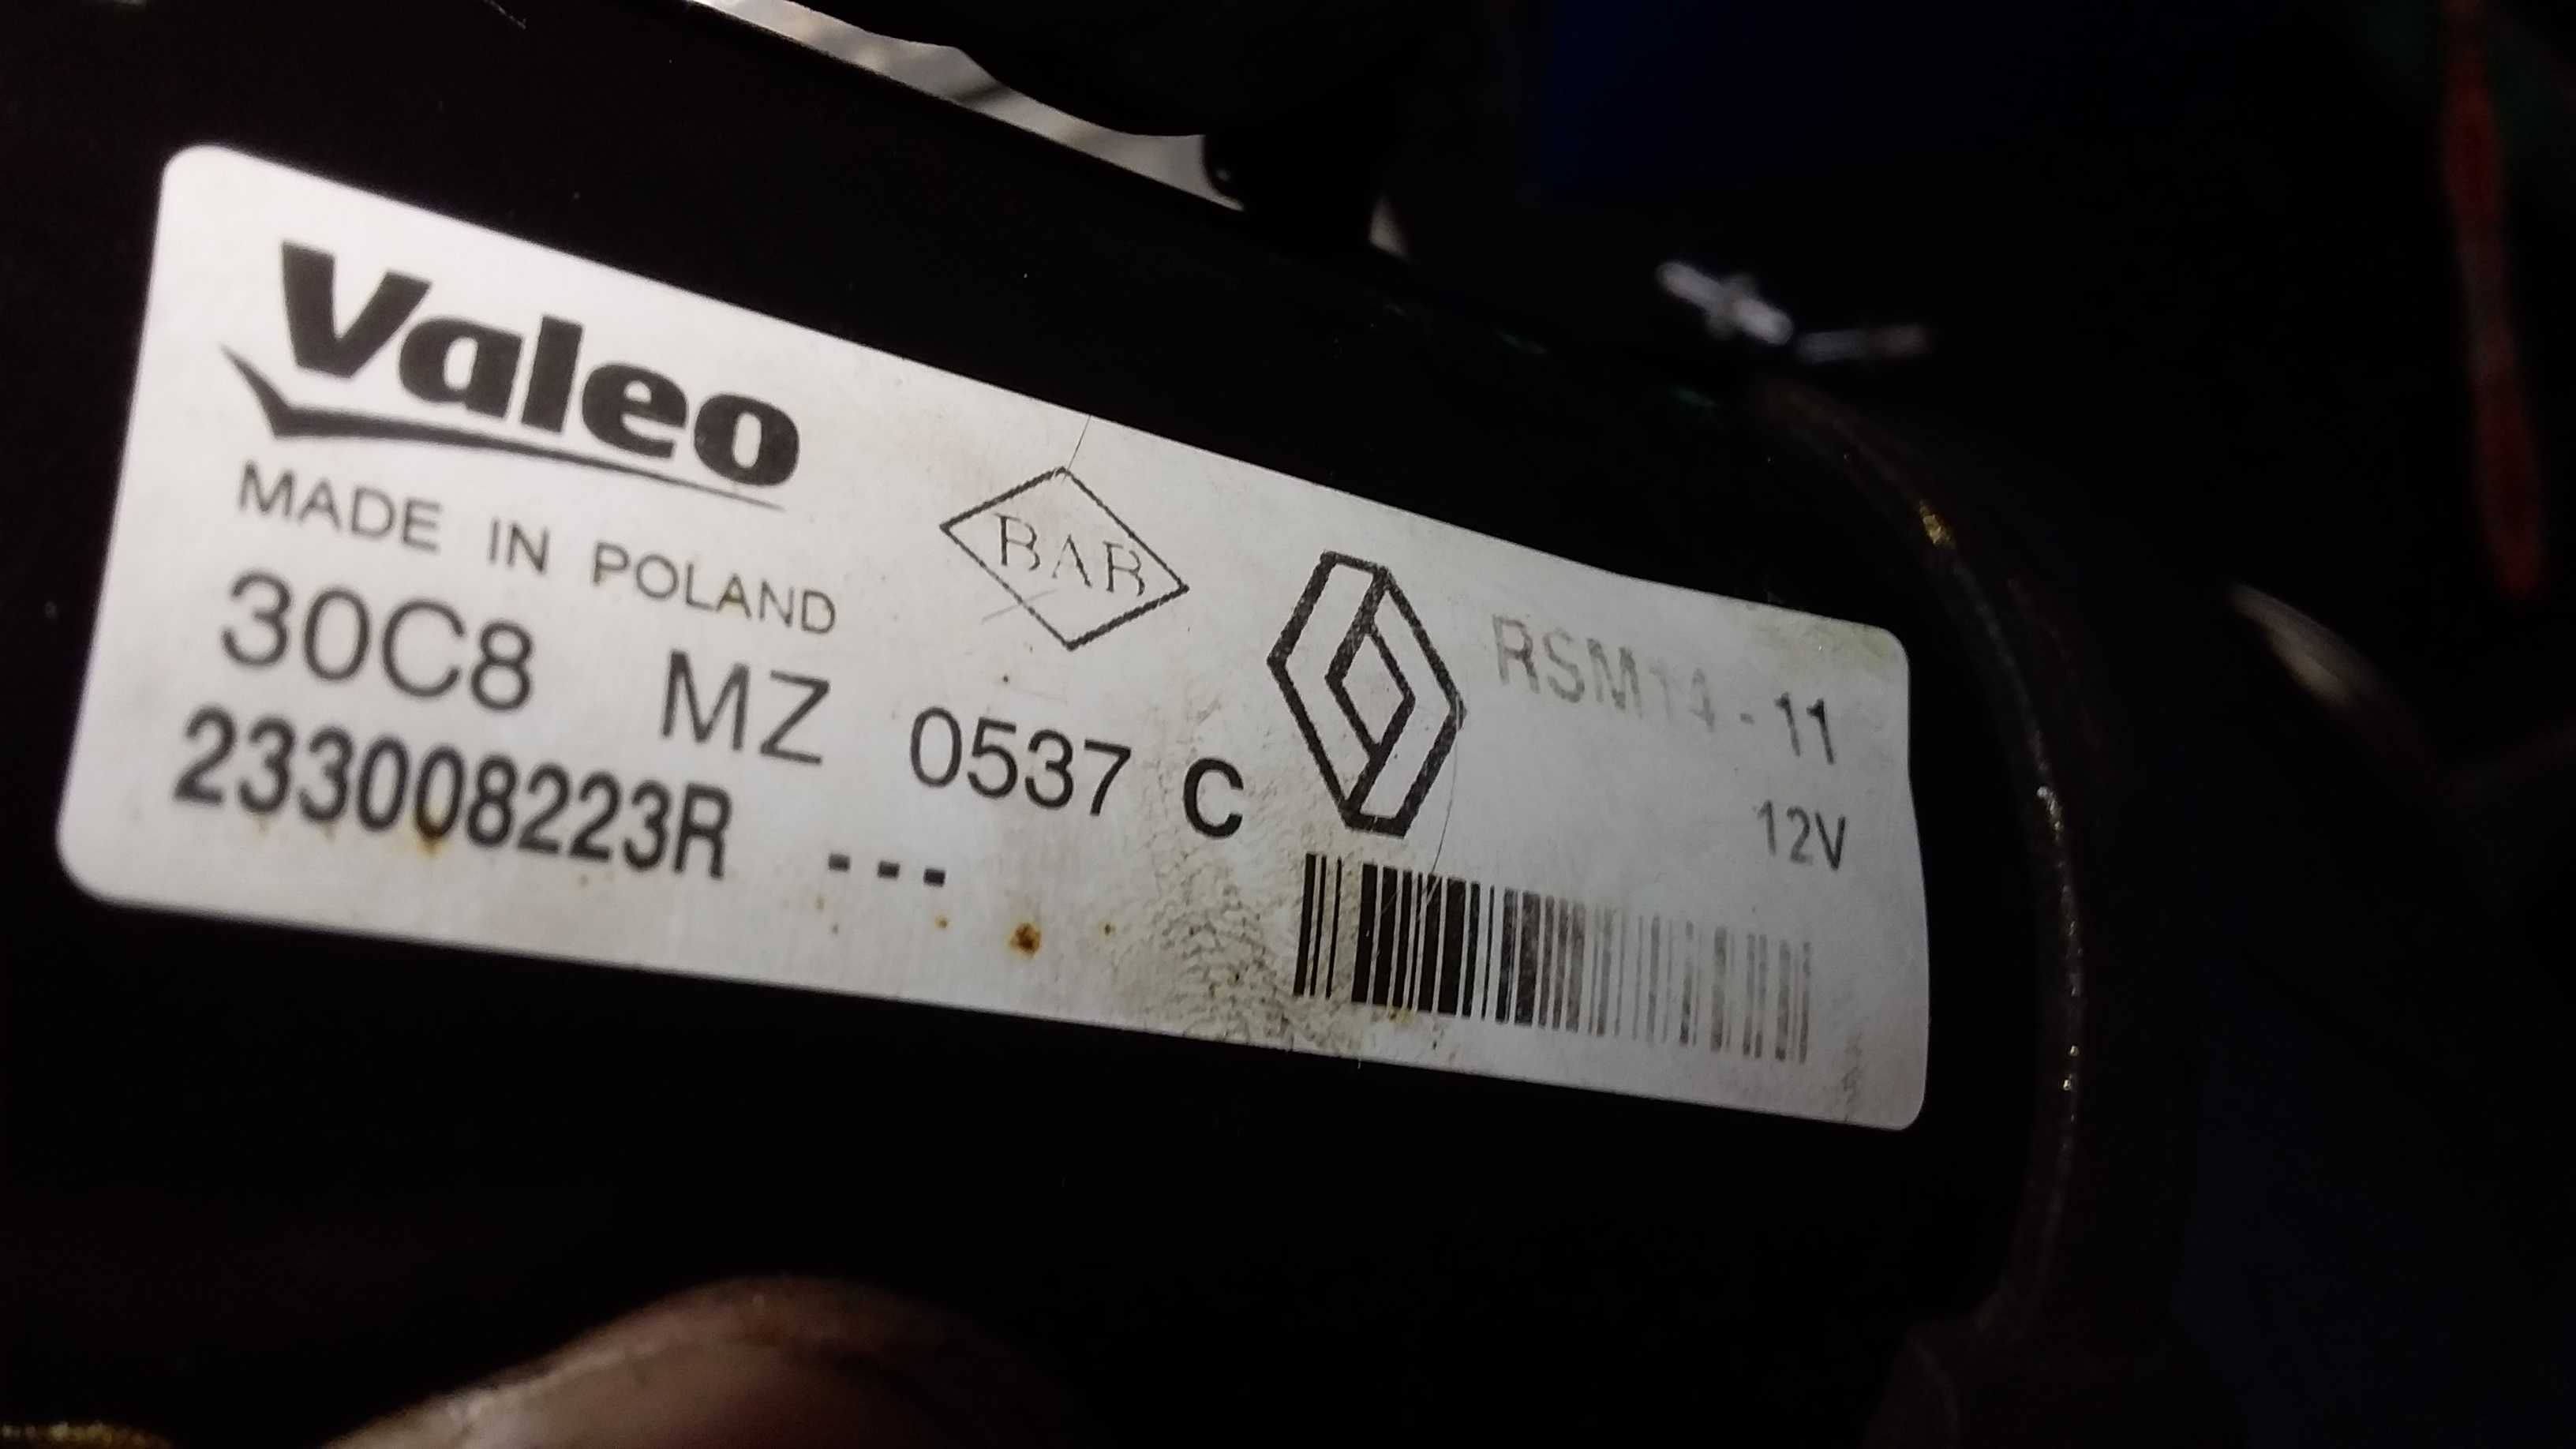 Valeo
MADE IN POLAND
BAR
30C8 MZ 0537 C
RSM14-11
12V
233008223R ---